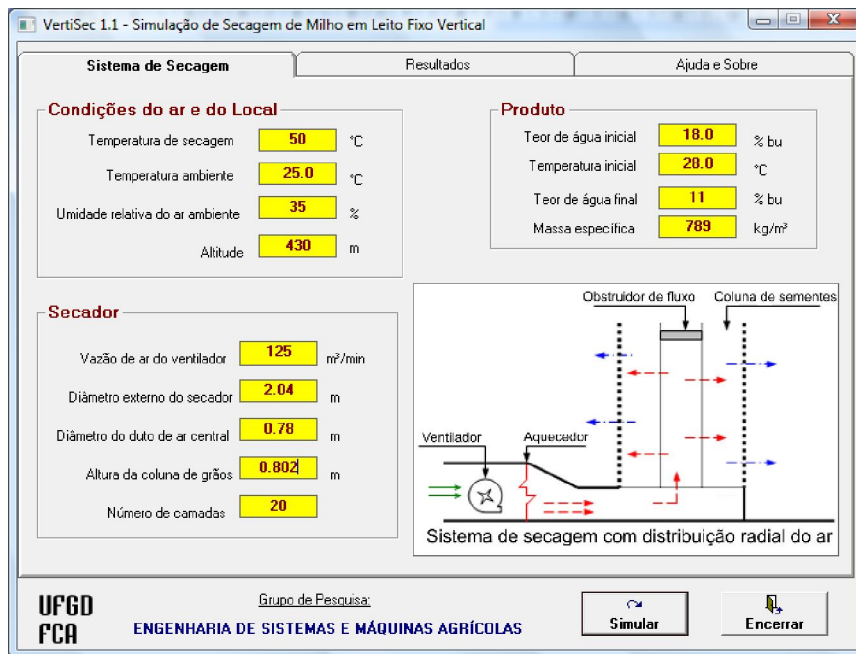 VertiSec 1.1 - Simulação de Secagem de Milho em Leito Fixo Vertical
Sistema de Secagem
Resultados
Ajuda e Sobre
Condições do ar e do Local
Temperatura de secagem 50 °C
Temperatura ambiente 25.0 °C
Umidade relativa do ar ambiente 35 %
Altitude 430 m
Produto
Teor de água inicial 18.0 % bu
Temperatura inicial 28.0 °C
Teor de água final 11 % bu
Massa específica 789 kg/m³
Secador
Vazão de ar do ventilador 125 m³/min
Diâmetro externo do secador 2.04 m
Diâmetro do duto de ar central 0.78 m
Altura da coluna de grãos 0.802 m
Número de camadas 20
Obstruidor de fluxo
Coluna de sementes
Ventilador
Aquecador
Sistema de secagem com distribuição radial do ar
UFGD
FCA
Grupo de Pesquisa:
ENGENHARIA DE SISTEMAS E MÁQUINAS AGRÍCOLAS
Simular
Encerrar